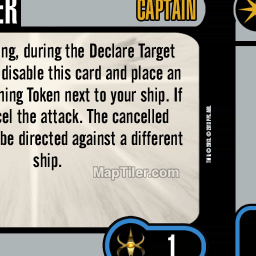 ER
CAPTAIN
ng, during the Declare Target
disable this card and place an
ning Token next to your ship. If
cel the attack. The cancelled
be directed against a different
ship.
MapTiler.com
1